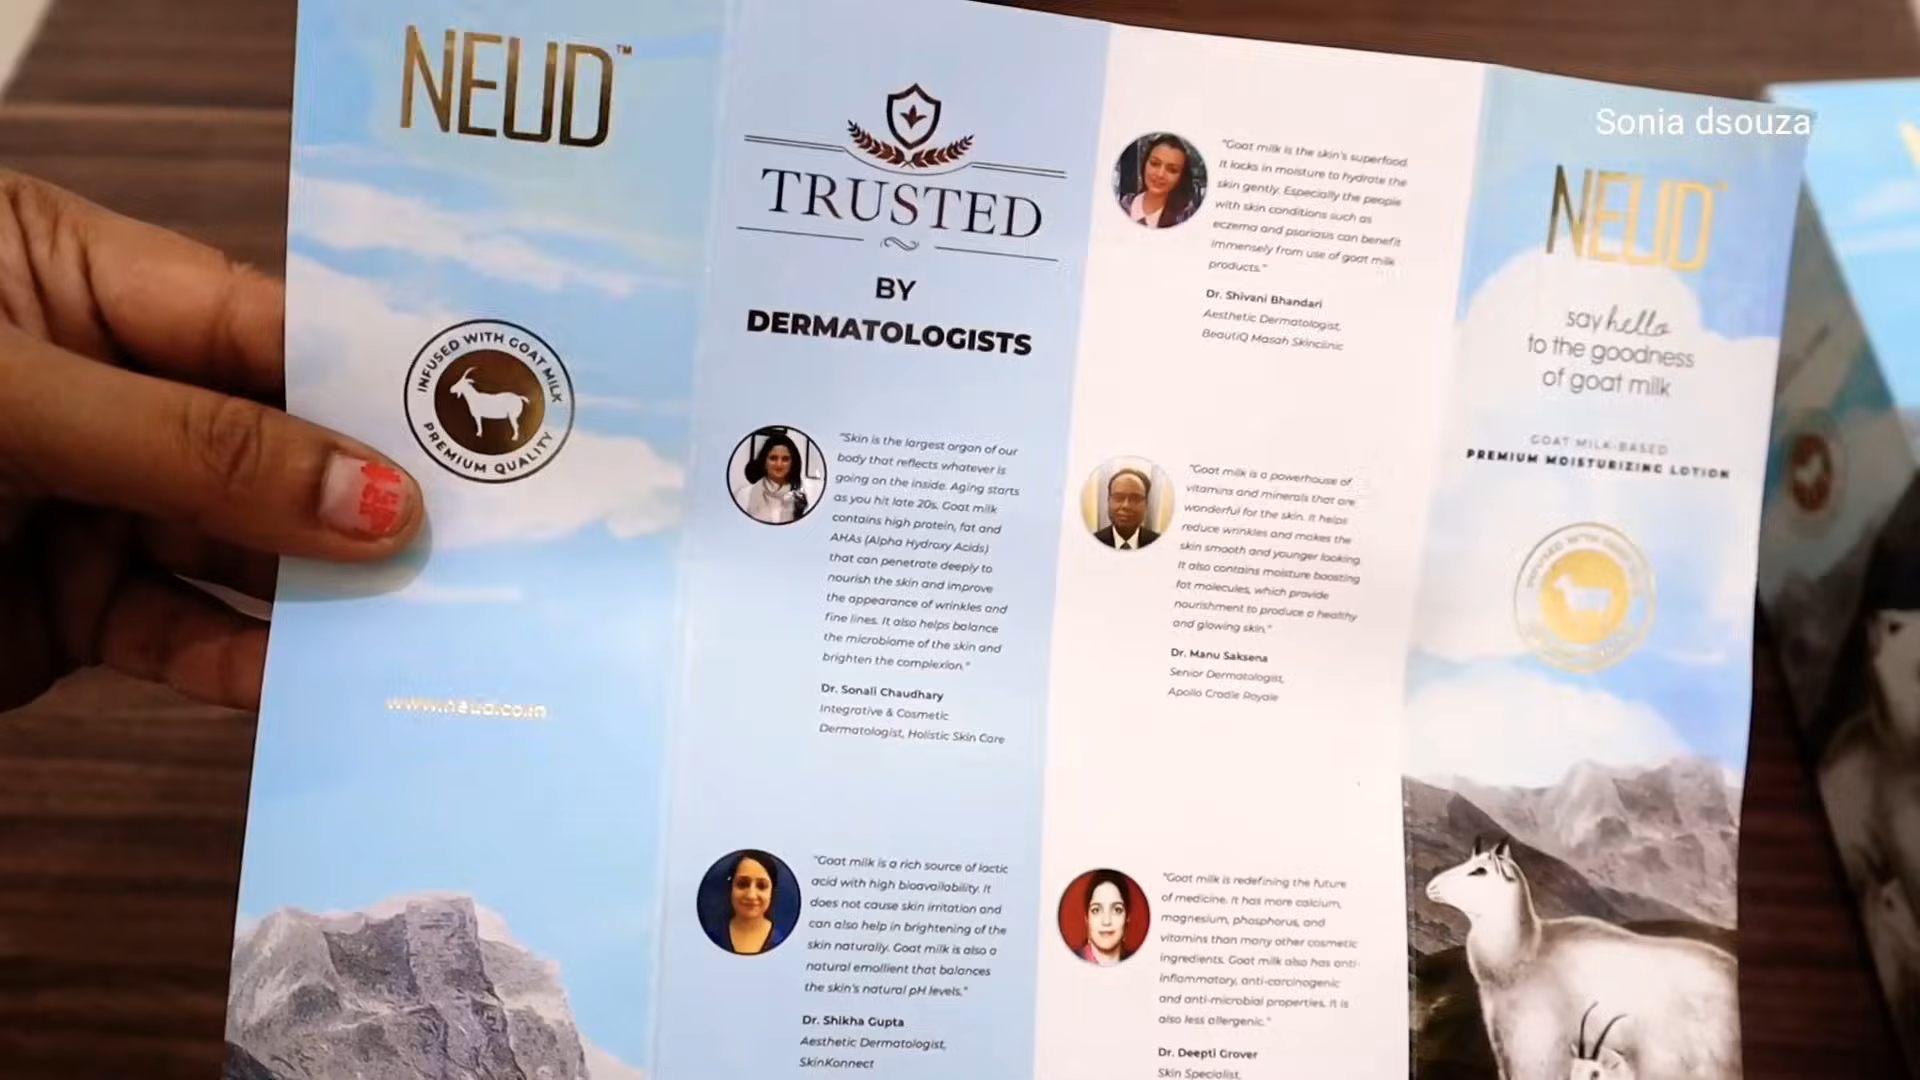 NEUD™
INFUSED WITH GOAT MILK
PREMIUM QUALITY
www.neud.co.in
TRUSTED
BY
DERMATOLOGISTS
"Skin is the largest organ of our
body that reflects whatever is
going on the inside. Aging starts
as you hit late 20s. Goat milk
contains high protein, fat and
AHAs (Alpha Hydroxy Acids)
that can penetrate deeply to
nourish the skin and improve
the appearance of wrinkles and
fine lines. It also helps balance
the microbiome of the skin and
brighten the complexion."
Dr. Sonali Chaudhary
Integrative & Cosmetic
Dermatologist, Holistic Skin Care
"Goat milk is a rich source of lactic
acid with high bioavailability. It
does not cause skin irritation and
can also help in brightening of the
skin naturally. Goat milk is also a
natural emollient that balances
the skin's natural pH levels."
Dr. Shikha Gupta
Aesthetic Dermatologist,
SkinKonnect
"Goat milk is the skin's superfood.
It locks in moisture to hydrate the
skin gently. Especially the people
with skin conditions such as
eczema and psoriasis can benefit
immensely from use of goat milk
products."
Dr. Shivani Bhandari
Aesthetic Dermatologist,
BeautiQ Masah Skinclinic
"Goat milk is a powerhouse of
vitamins and minerals that are
wonderful for the skin. It helps
reduce wrinkles and makes the
skin smooth and younger looking.
It also contains moisture boosting
fat molecules, which provide
nourishment to produce a healthy
and glowing skin."
Dr. Manu Saksena
Senior Dermatologist,
Apollo Cradle Royale
"Goat milk is redefining the future
of medicine. It has more calcium,
magnesium, phosphorus, and
vitamins than many other cosmetic
ingredients. Goat milk also has anti-
inflammatory, anti-carcinogenic
and anti-microbial properties. It is
also less allergenic."
Dr. Deepti Grover
Skin Specialist,
Sonia dsouza
NEUD™
say hello
to the goodness
of goat milk
GOAT MILK-BASED
PREMIUM MOISTURIZING LOTION